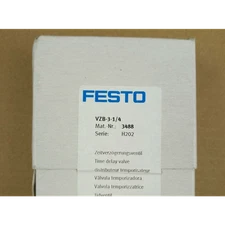 FESTO
VZB-3-1/4
Mat.-Nr.: 3488
Serie: H202
Zeitverzögerungsventil
Time delay valve
Válvula temporizadora